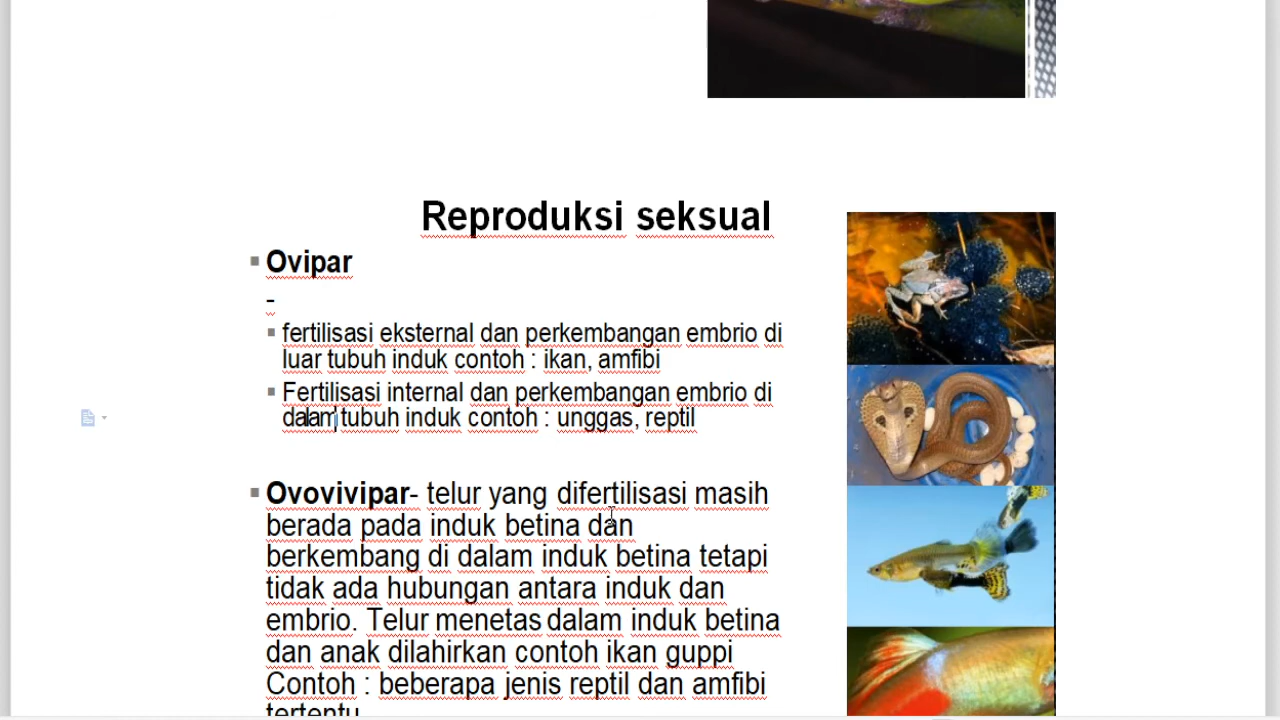 Reproduksi seksual
Ovipar
-
fertilisasi eksternal dan perkembangan embrio di
luar tubuh induk contoh : ikan, amfibi
Fertilisasi internal dan perkembangan embrio di
dalam tubuh induk contoh : unggas, reptil
Ovovivipar- telur yang difertilisasi masih
berada pada induk betina dan
berkembang di dalam induk betina tetapi
tidak ada hubungan antara induk dan
embrio. Telur menetas dalam induk betina
dan anak dilahirkan contoh ikan guppi
Contoh : beberapa jenis reptil dan amfibi
tertentu